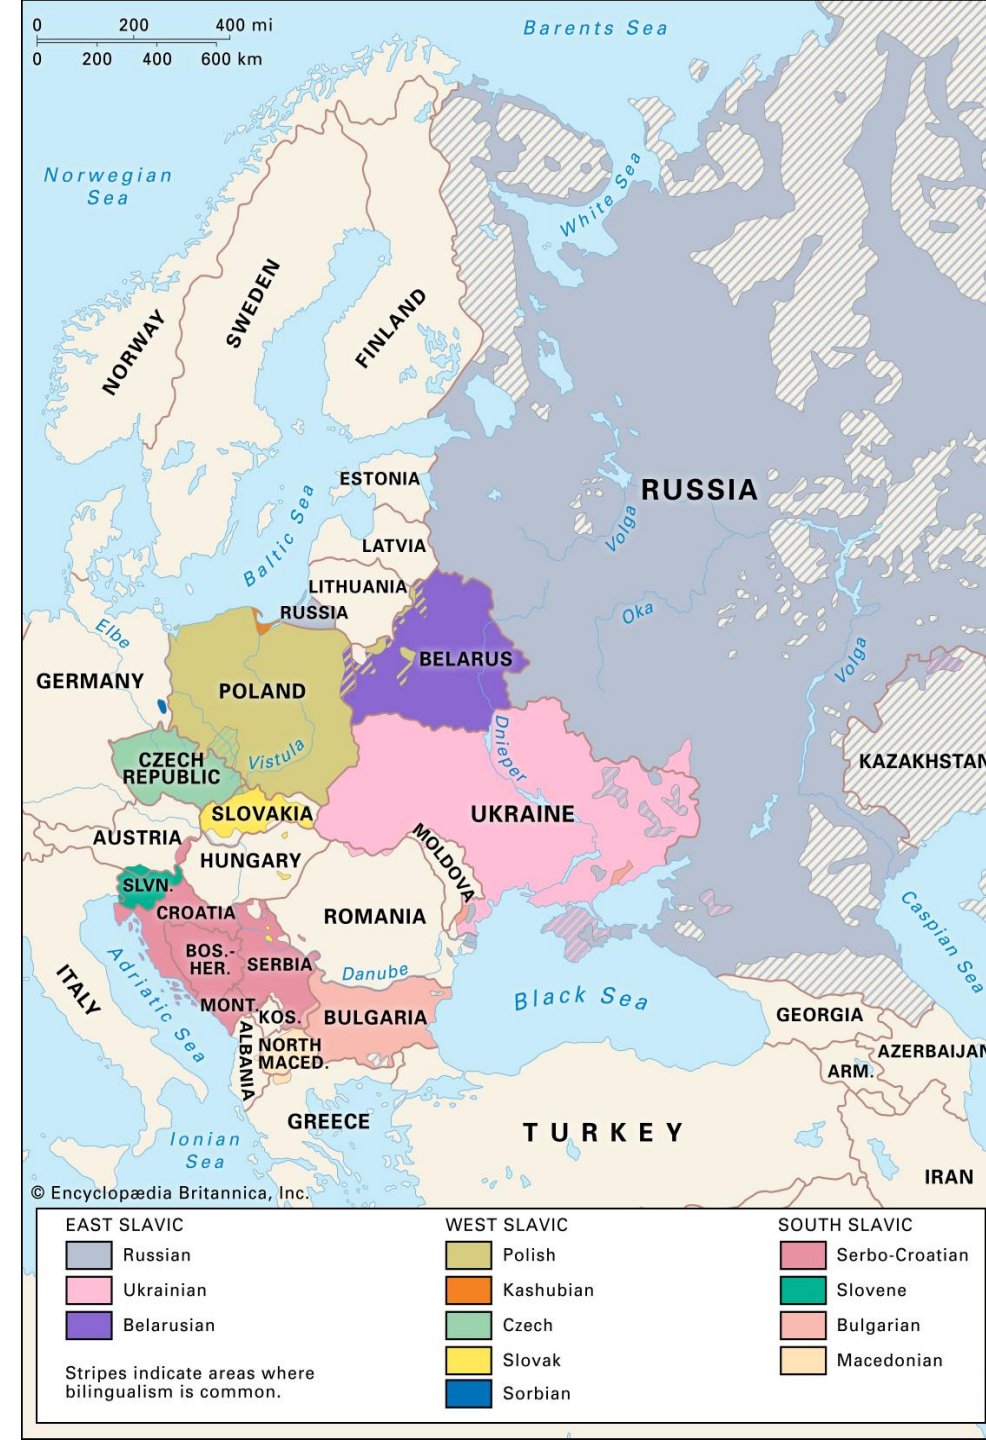 0 200 400 mi
0 200 400 600 km
Barents Sea
Norwegian
Sea
White Sea
NORWAY
SWEDEN
FINLAND
RUSSIA
ESTONIA
Baltic Sea
Volga
LATVIA
LITHUANIA
RUSSIA
Oka
Elbe
BELARUS
Volga
GERMANY
POLAND
Dnieper
Vistula
CZECH
REPUBLIC
KAZAKHSTAN
SLOVAKIA
UKRAINE
AUSTRIA
HUNGARY
MOLDOVA
SLVN.
CROATIA
ROMANIA
Caspian Sea
BOS.-
HER.
SERBIA
Danube
ITALY
Adriatic Sea
MONT.
KOS.
BULGARIA
Black Sea
GEORGIA
ALBANIA
NORTH
MACED.
AZERBAIJAN
ARM.
GREECE
TURKEY
Ionian
Sea
IRAN
© Encyclopædia Britannica, Inc.
EAST SLAVIC
Russian
Ukrainian
Belarusian
Stripes indicate areas where
bilingualism is common.
WEST SLAVIC
Polish
Kashubian
Czech
Slovak
Sorbian
SOUTH SLAVIC
Serbo-Croatian
Slovene
Bulgarian
Macedonian